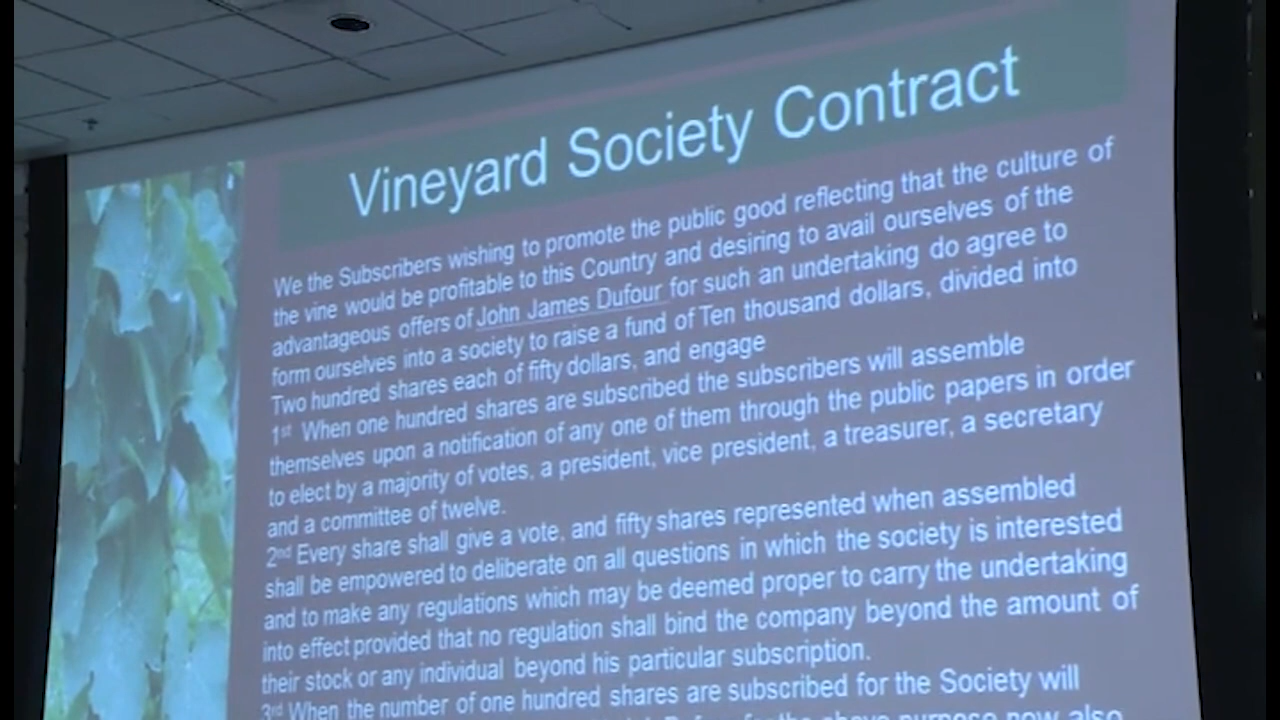 Vineyard Society Contract
We the Subscribers wishing to promote the public good reflecting that the culture of
the vine would be profitable to this Country and desiring to avail ourselves of the
advantageous offers of John James Dufour for such an undertaking do agree to
form ourselves into a society to raise a fund of Ten thousand dollars, divided into
Two hundred shares each of fifty dollars, and engage
1st When one hundred shares are subscribed the subscribers will assemble
themselves upon a notification of any one of them through the public papers in order
to elect by a majority of votes, a president, vice president, a treasurer, a secretary
and a committee of twelve.
2nd Every share shall give a vote, and fifty shares represented when assembled
shall be empowered to deliberate on all questions in which the society is interested
and to make any regulations which may be deemed proper to carry the undertaking
into effect provided that no regulation shall bind the company beyond the amount of
their stock or any individual beyond his particular subscription.
3rd When the number of one hundred shares are subscribed for the Society will
Dufour for the above purpose now also